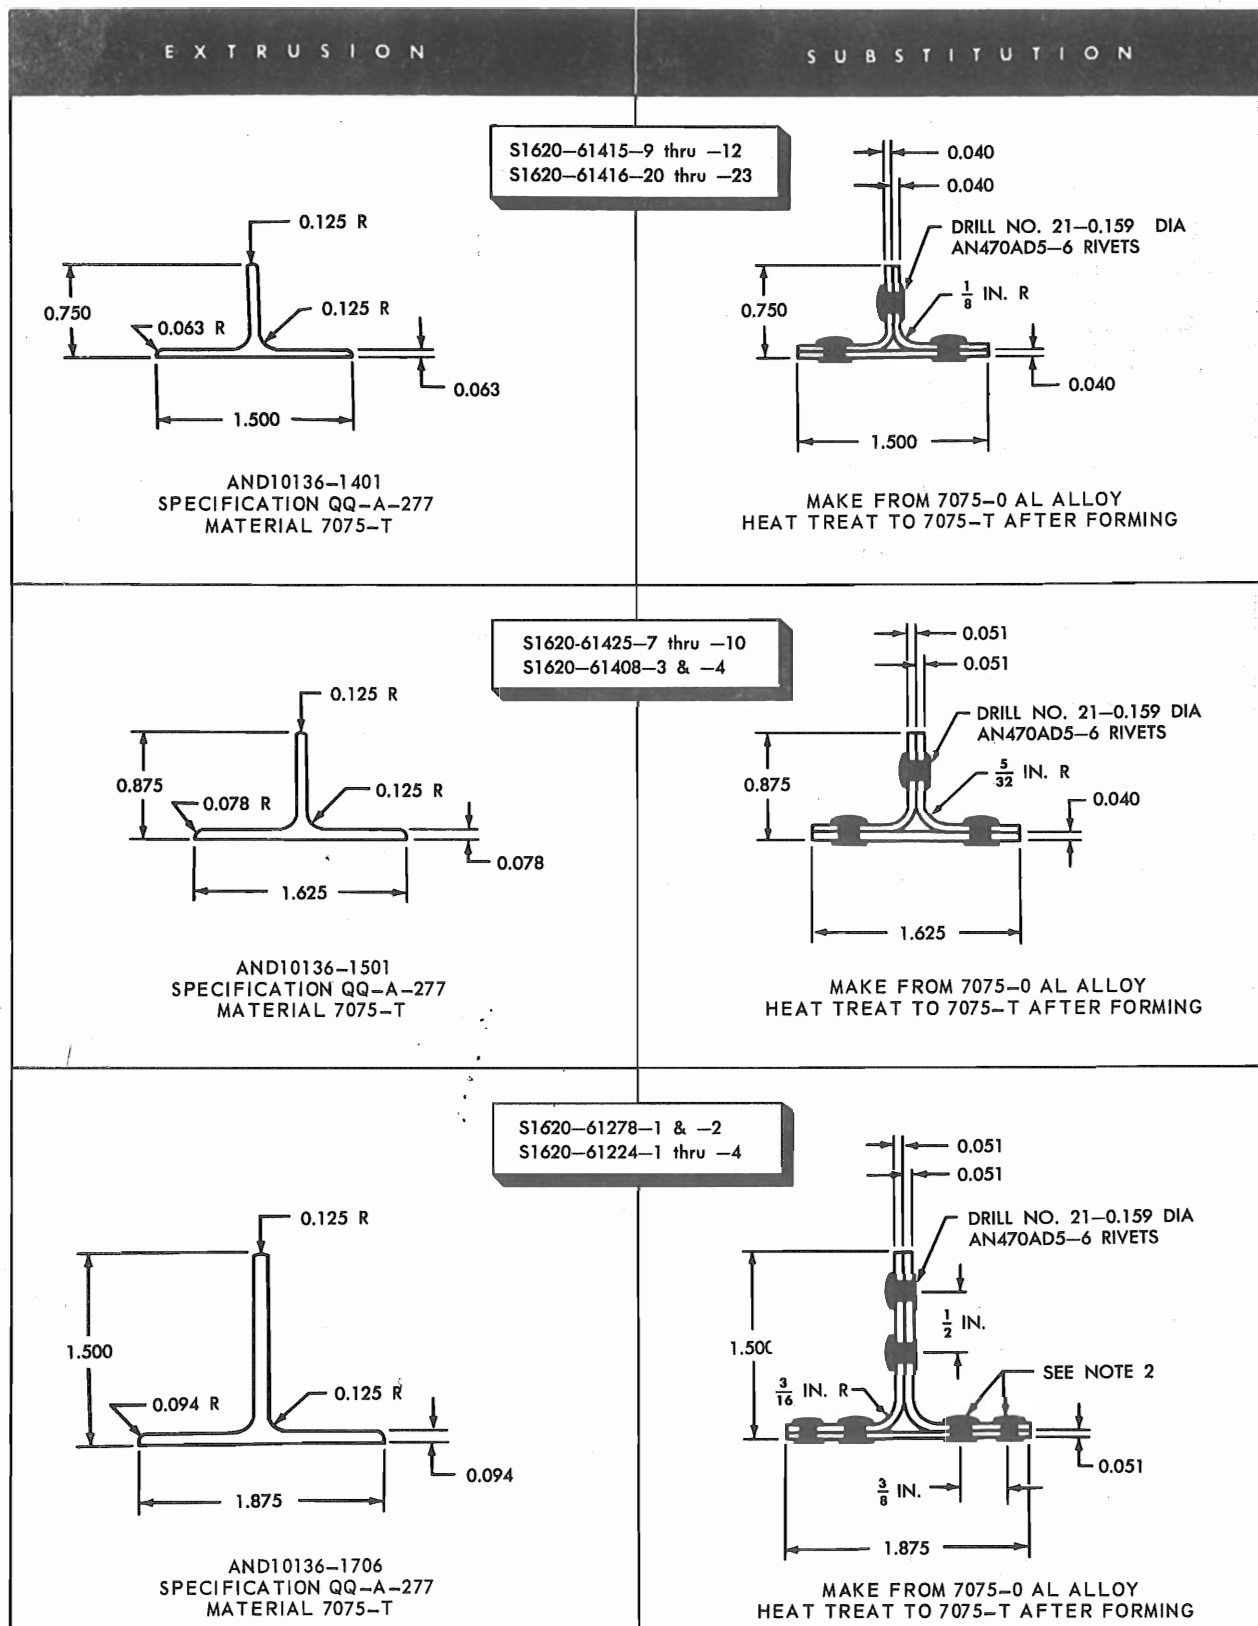 EXTRUSION
SUBSTITUTION
S1620—61415—9 thru —12
S1620—61416—20 thru —23
0.125 R
0.750
0.063 R
0.125 R
0.063
1.500
AND10136-1401
SPECIFICATION QQ-A-277
MATERIAL 7075-T
0.040
0.040
DRILL NO. 21—0.159 DIA
AN470AD5—6 RIVETS
1/8 IN. R
0.750
0.040
1.500
MAKE FROM 7075-0 AL ALLOY
HEAT TREAT TO 7075-T AFTER FORMING
S1620-61425—7 thru —10
S1620—61408—3 & —4
0.125 R
0.875
0.078 R
0.125 R
0.078
1.625
AND10136-1501
SPECIFICATION QQ-A-277
MATERIAL 7075-T
0.051
0.051
DRILL NO. 21—0.159 DIA
AN470AD5—6 RIVETS
5/32 IN. R
0.875
0.040
1.625
MAKE FROM 7075-0 AL ALLOY
HEAT TREAT TO 7075-T AFTER FORMING
S1620—61278—1 & —2
S1620—61224—1 thru —4
0.125 R
1.500
0.094 R
0.125 R
0.094
1.875
AND10136-1706
SPECIFICATION QQ-A-277
MATERIAL 7075-T
0.051
0.051
DRILL NO. 21—0.159 DIA
AN470AD5—6 RIVETS
1/2 IN.
1.500
3/16 IN. R
SEE NOTE 2
0.051
3/8 IN.
1.875
MAKE FROM 7075-0 AL ALLOY
HEAT TREAT TO 7075-T AFTER FORMING